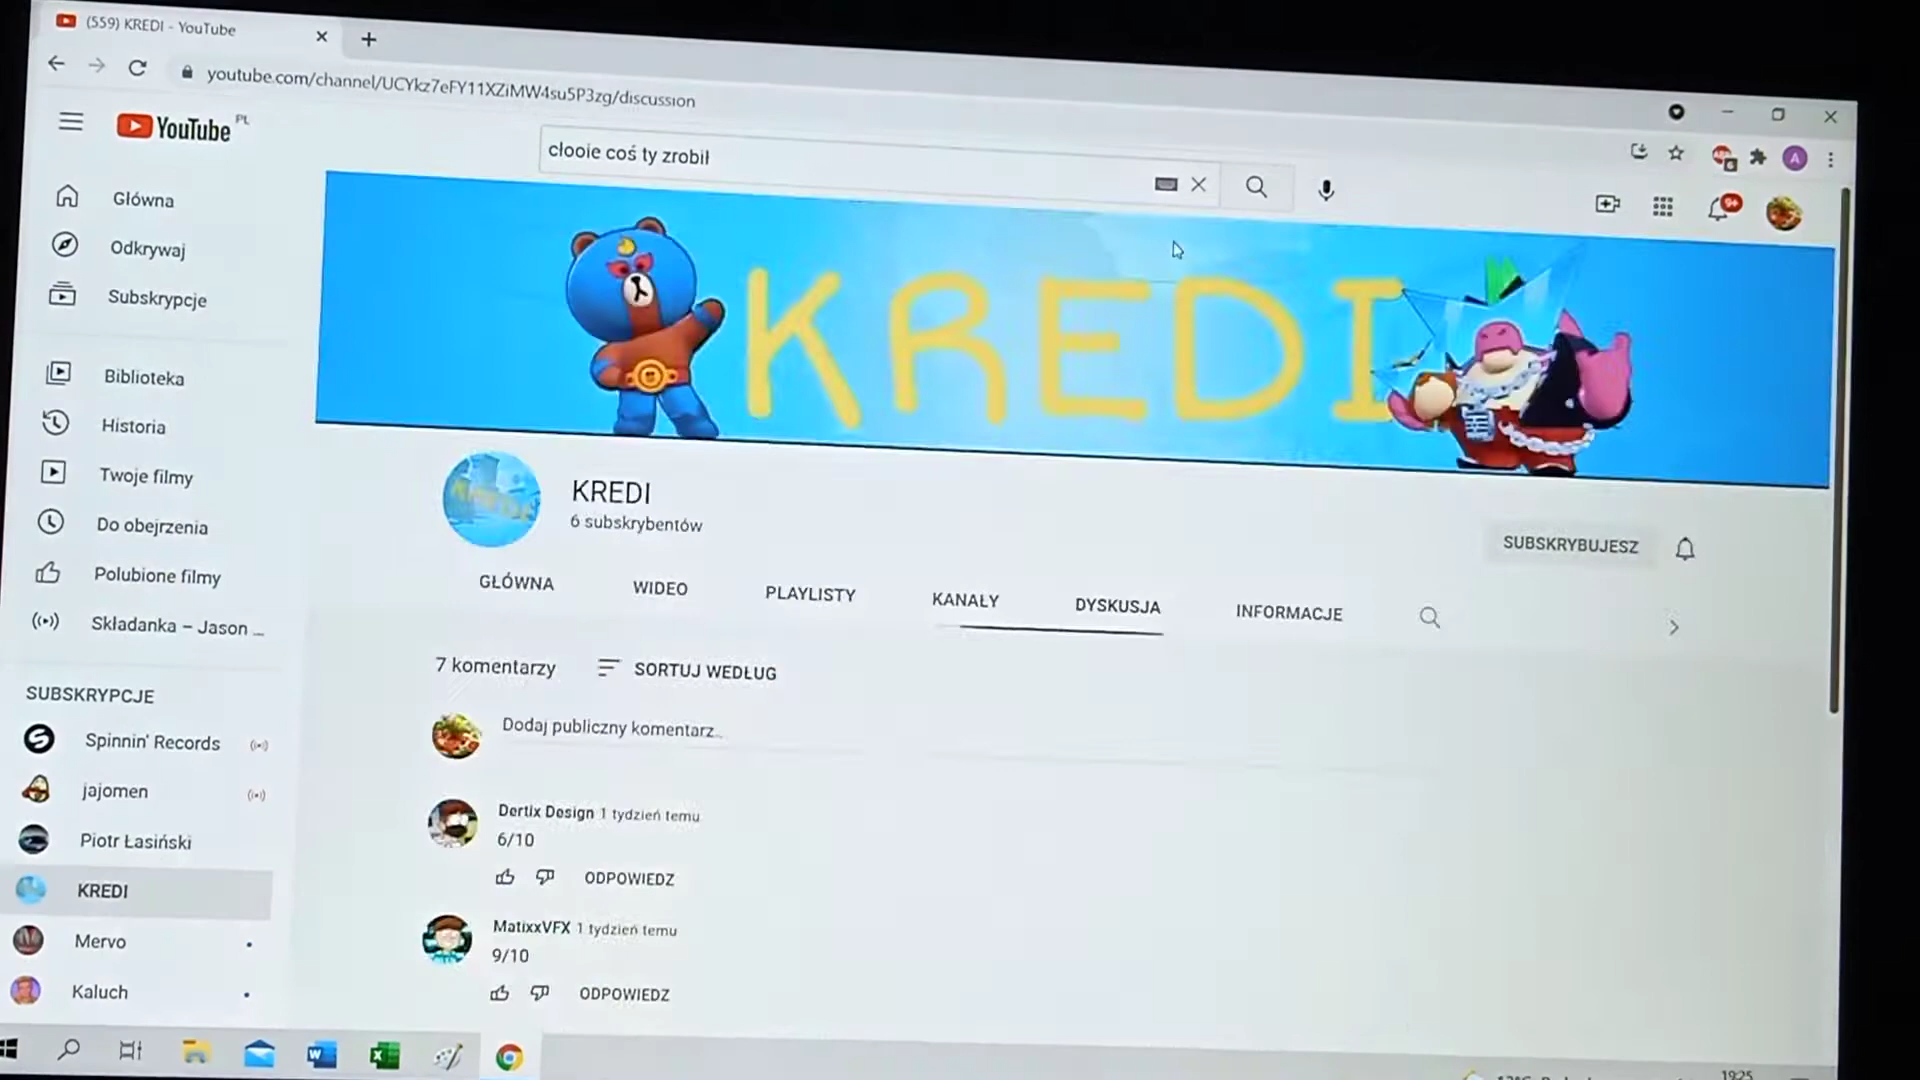 (559) KREDI - YouTube
youtube.com/channel/UCYkz7eFY11XZiMW4su5P3zg/discussion
YouTube PL
cłooie coś ty zrobił
A
9+
Główna
Odkrywaj
Subskrypcje
Biblioteka
Historia
Twoje filmy
Do obejrzenia
Polubione filmy
Składanka – Jason ...
SUBSKRYPCJE
Spinnin' Records
jajomen
Piotr Łasiński
KREDI
Mervo
Kaluch
KREDI
KREDI
6 subskrybentów
SUBSKRYBUJESZ
GŁÓWNA WIDEO PLAYLISTY KANAŁY DYSKUSJA INFORMACJE
7 komentarzy SORTUJ WEDŁUG
Dodaj publiczny komentarz...
Dertix Design 1 tydzień temu
6/10
ODPOWIEDZ
MatixxVFX 1 tydzień temu
9/10
ODPOWIEDZ
19:25